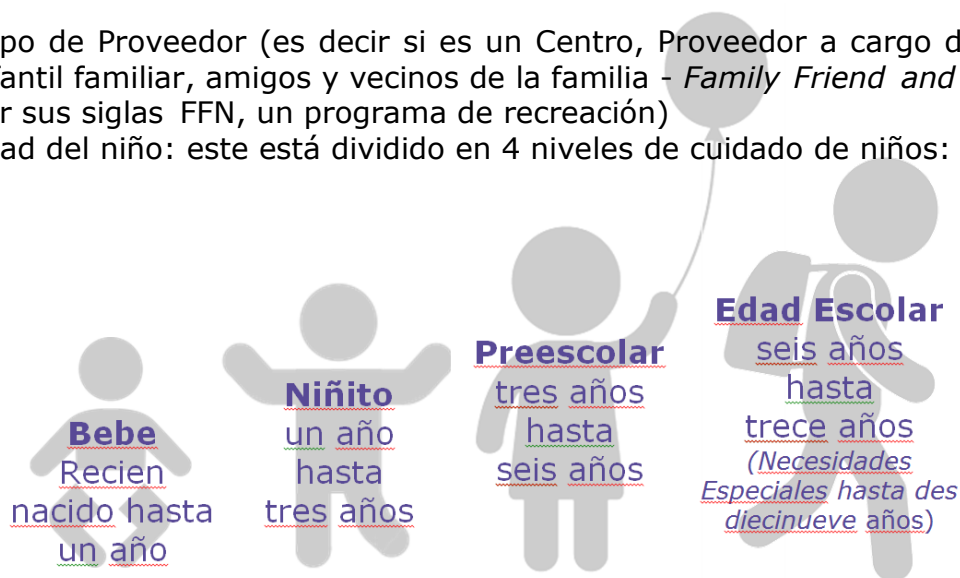 po de Proveedor (es decir si es un Centro, Proveedor a cargo d
antil familiar, amigos y vecinos de la familia - Family Friend and
r sus siglas FFN, un programa de recreación)
ad del niño: este está dividido en 4 niveles de cuidado de niños:
Bebe
Recien
nacido hasta
un año
Niñito
un año
hasta
tres años
Preescolar
tres años
hasta
seis años
Edad Escolar
seis años
hasta
trece años
(Necesidades
Especiales hasta des
diecinueve años)